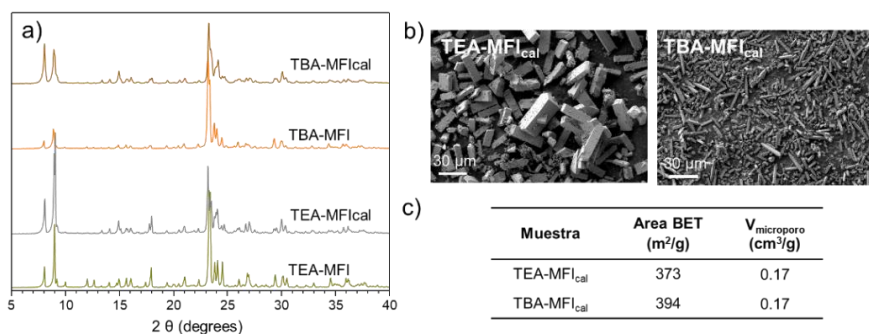 a)
TBA-MFIcal
TBA-MFI
TEA-MFIcal
TEA-MFI
5 10 15 20 25 30 35 40
2 θ (degrees)
b)
TEA-MFIcal
30 µm
TBA-MFIcal
30 µm
c)
Muestra Area BET (m²/g) Vmicroporo (cm³/g)
TEA-MFIcal 373 0.17
TBA-MFIcal 394 0.17